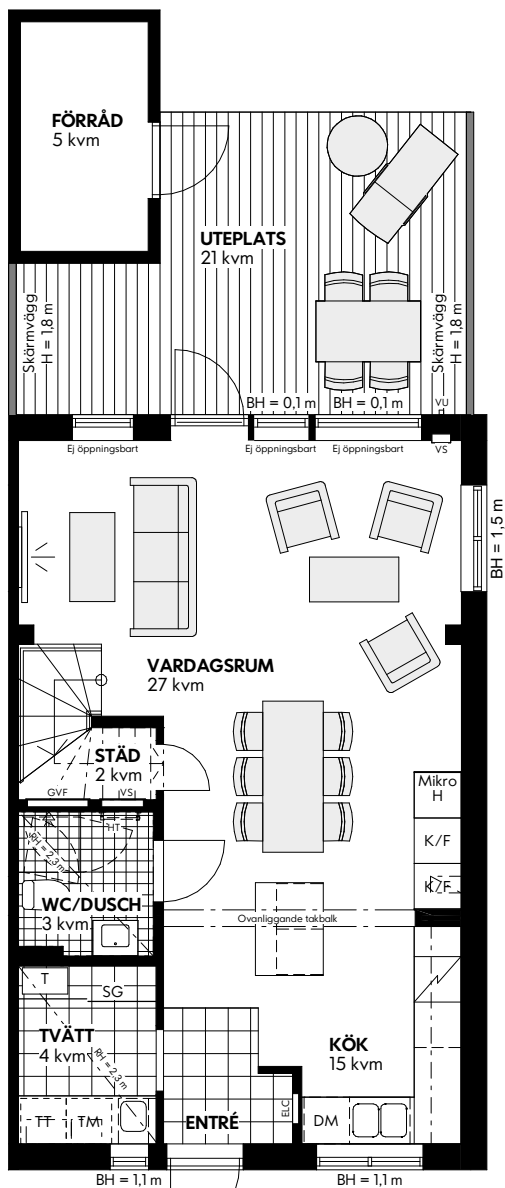 FÖRRÅD
5 kvm
UTEPLATS
21 kvm
Skärmvägg
H = 1,8 m
Skärmvägg
H = 1,8 m
BH = 0,1 m
BH = 0,1 m
VU
Ej öppningsbart
Ej öppningsbart
Ej öppningsbart
VS
BH = 1,5 m
VARDAGSRUM
27 kvm
STÄD
2 kvm
GVF
VS
Mikro
H
K/F
K/F
HT
RH = 2,3 m
WC/DUSCH
3 kvm
Ovanliggande takbalk
T
SG
TVÄTT
4 kvm
RH = 2,3 m
KÖK
15 kvm
TT
TM
ENTRÉ
ELC
DM
BH = 1,1 m
BH = 1,1 m